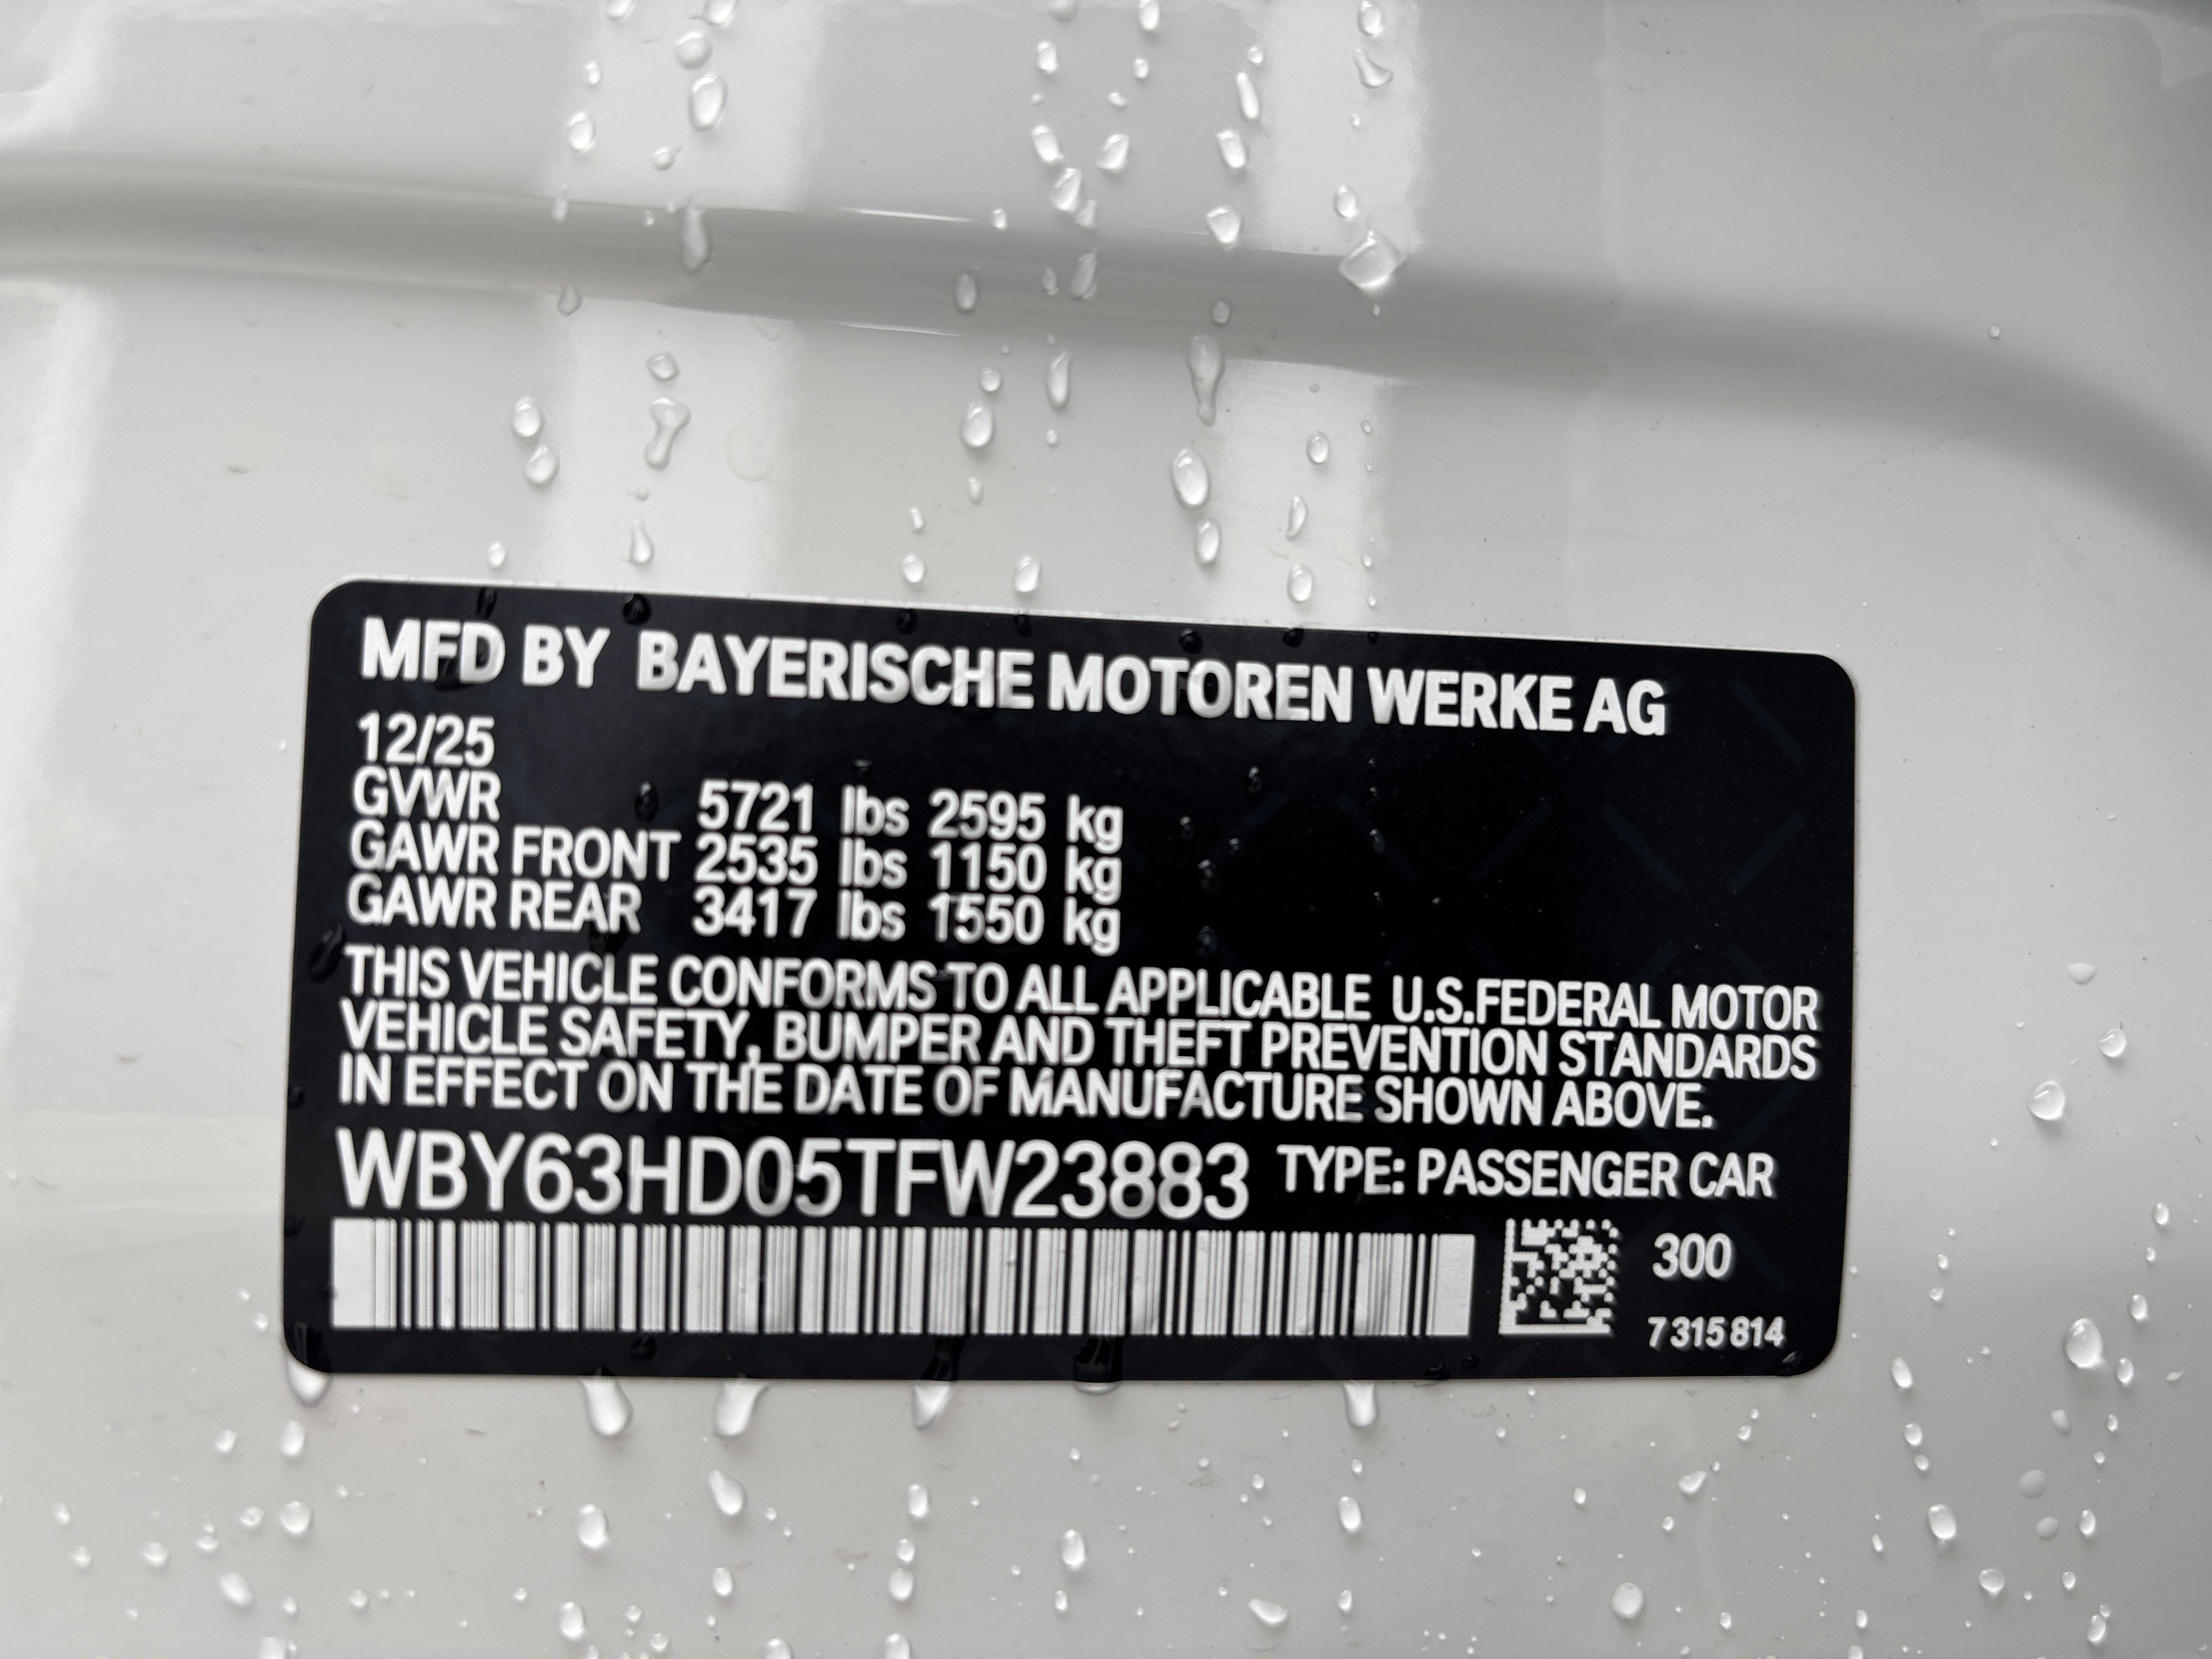 MFD BY BAYERISCHE MOTOREN WERKE AG
12/25
GVWR 5721 lbs 2595 kg
GAWR FRONT 2535 lbs 1150 kg
GAWR REAR 3417 lbs 1550 kg
THIS VEHICLE CONFORMS TO ALL APPLICABLE U.S.FEDERAL MOTOR
VEHICLE SAFETY, BUMPER AND THEFT PREVENTION STANDARDS
IN EFFECT ON THE DATE OF MANUFACTURE SHOWN ABOVE.
WBY63HD05TFW23883 TYPE: PASSENGER CAR
300
7 315 814